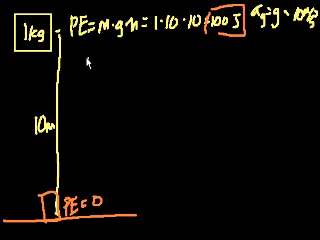 1kg
PE = m·g·h = 1·10·10 = 100 J
10m
PE = 0